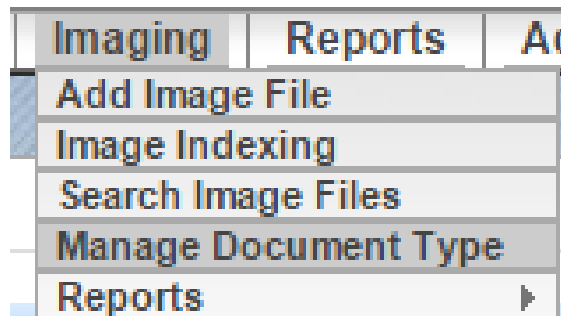 Imaging Reports
Add Image File
Image Indexing
Search Image Files
Manage Document Type
Reports